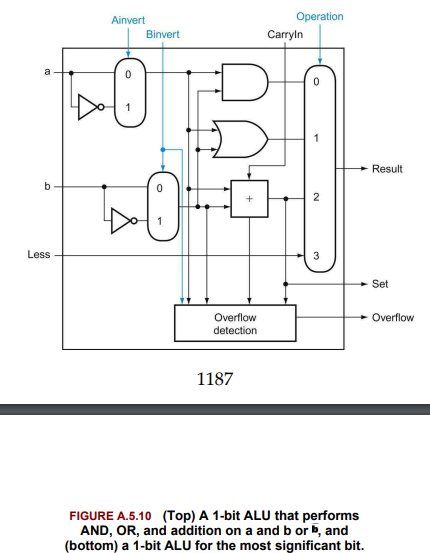 Ainvert
Binvert
Operation
CarryIn
a
0
1
0
1
b
0
1
+
2
Less
3
Result
Set
Overflow
detection
Overflow
1187
FIGURE A.5.10 (Top) A 1-bit ALU that performs
AND, OR, and addition on a and b or b̅, and
(bottom) a 1-bit ALU for the most significant bit.